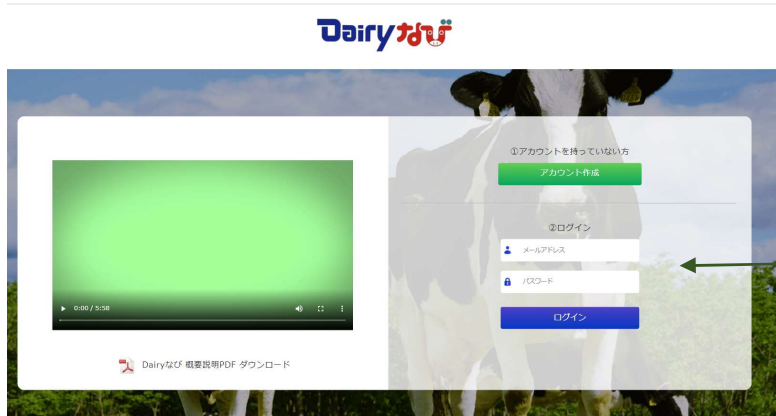 Dairyなび
①アカウントを持っていない方
アカウント作成
②ログイン
メールアドレス
パスワード
ログイン
0:00 / 5:50
Dairyなび 概要説明PDF ダウンロード